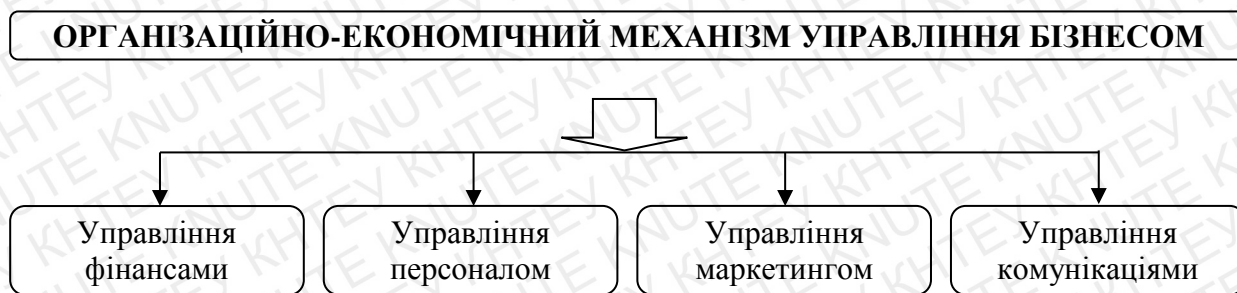 ОРГАНІЗАЦІЙНО-ЕКОНОМІЧНИЙ МЕХАНІЗМ УПРАВЛІННЯ БІЗНЕСОМ
Управління
фінансами
Управління
персоналом
Управління
маркетингом
Управління
комунікаціями